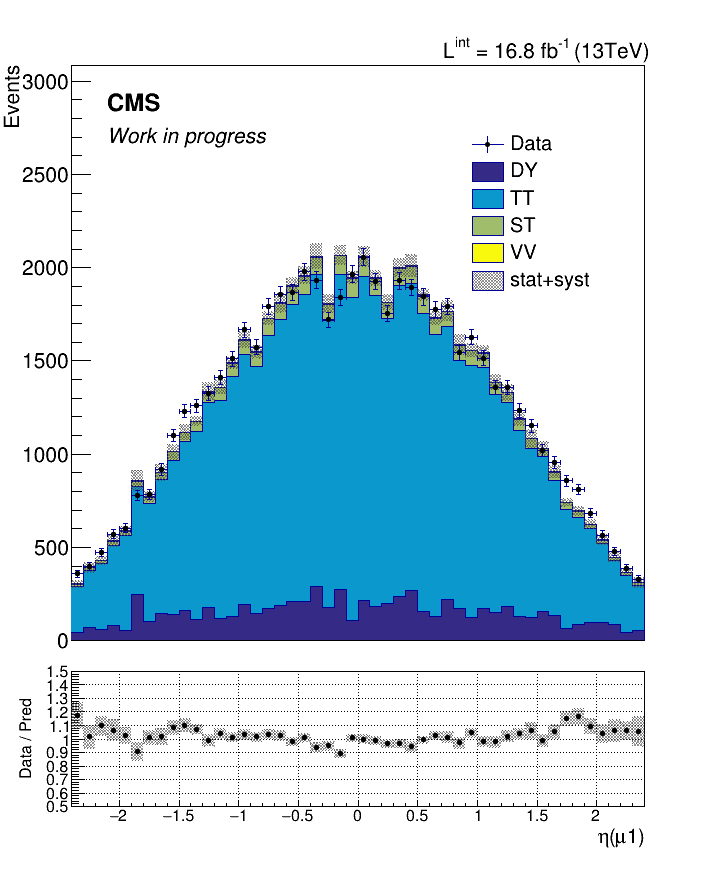 L^int = 16.8 fb^-1 (13TeV)
Events
3000
2500
2000
1500
1000
500
0
CMS
Work in progress
Data
DY
TT
ST
VV
stat+syst
Data / Pred
1.5
1.4
1.3
1.2
1.1
1
0.9
0.8
0.7
0.6
0.5
−2 −1.5 −1 −0.5 0 0.5 1 1.5 2
η(μ1)